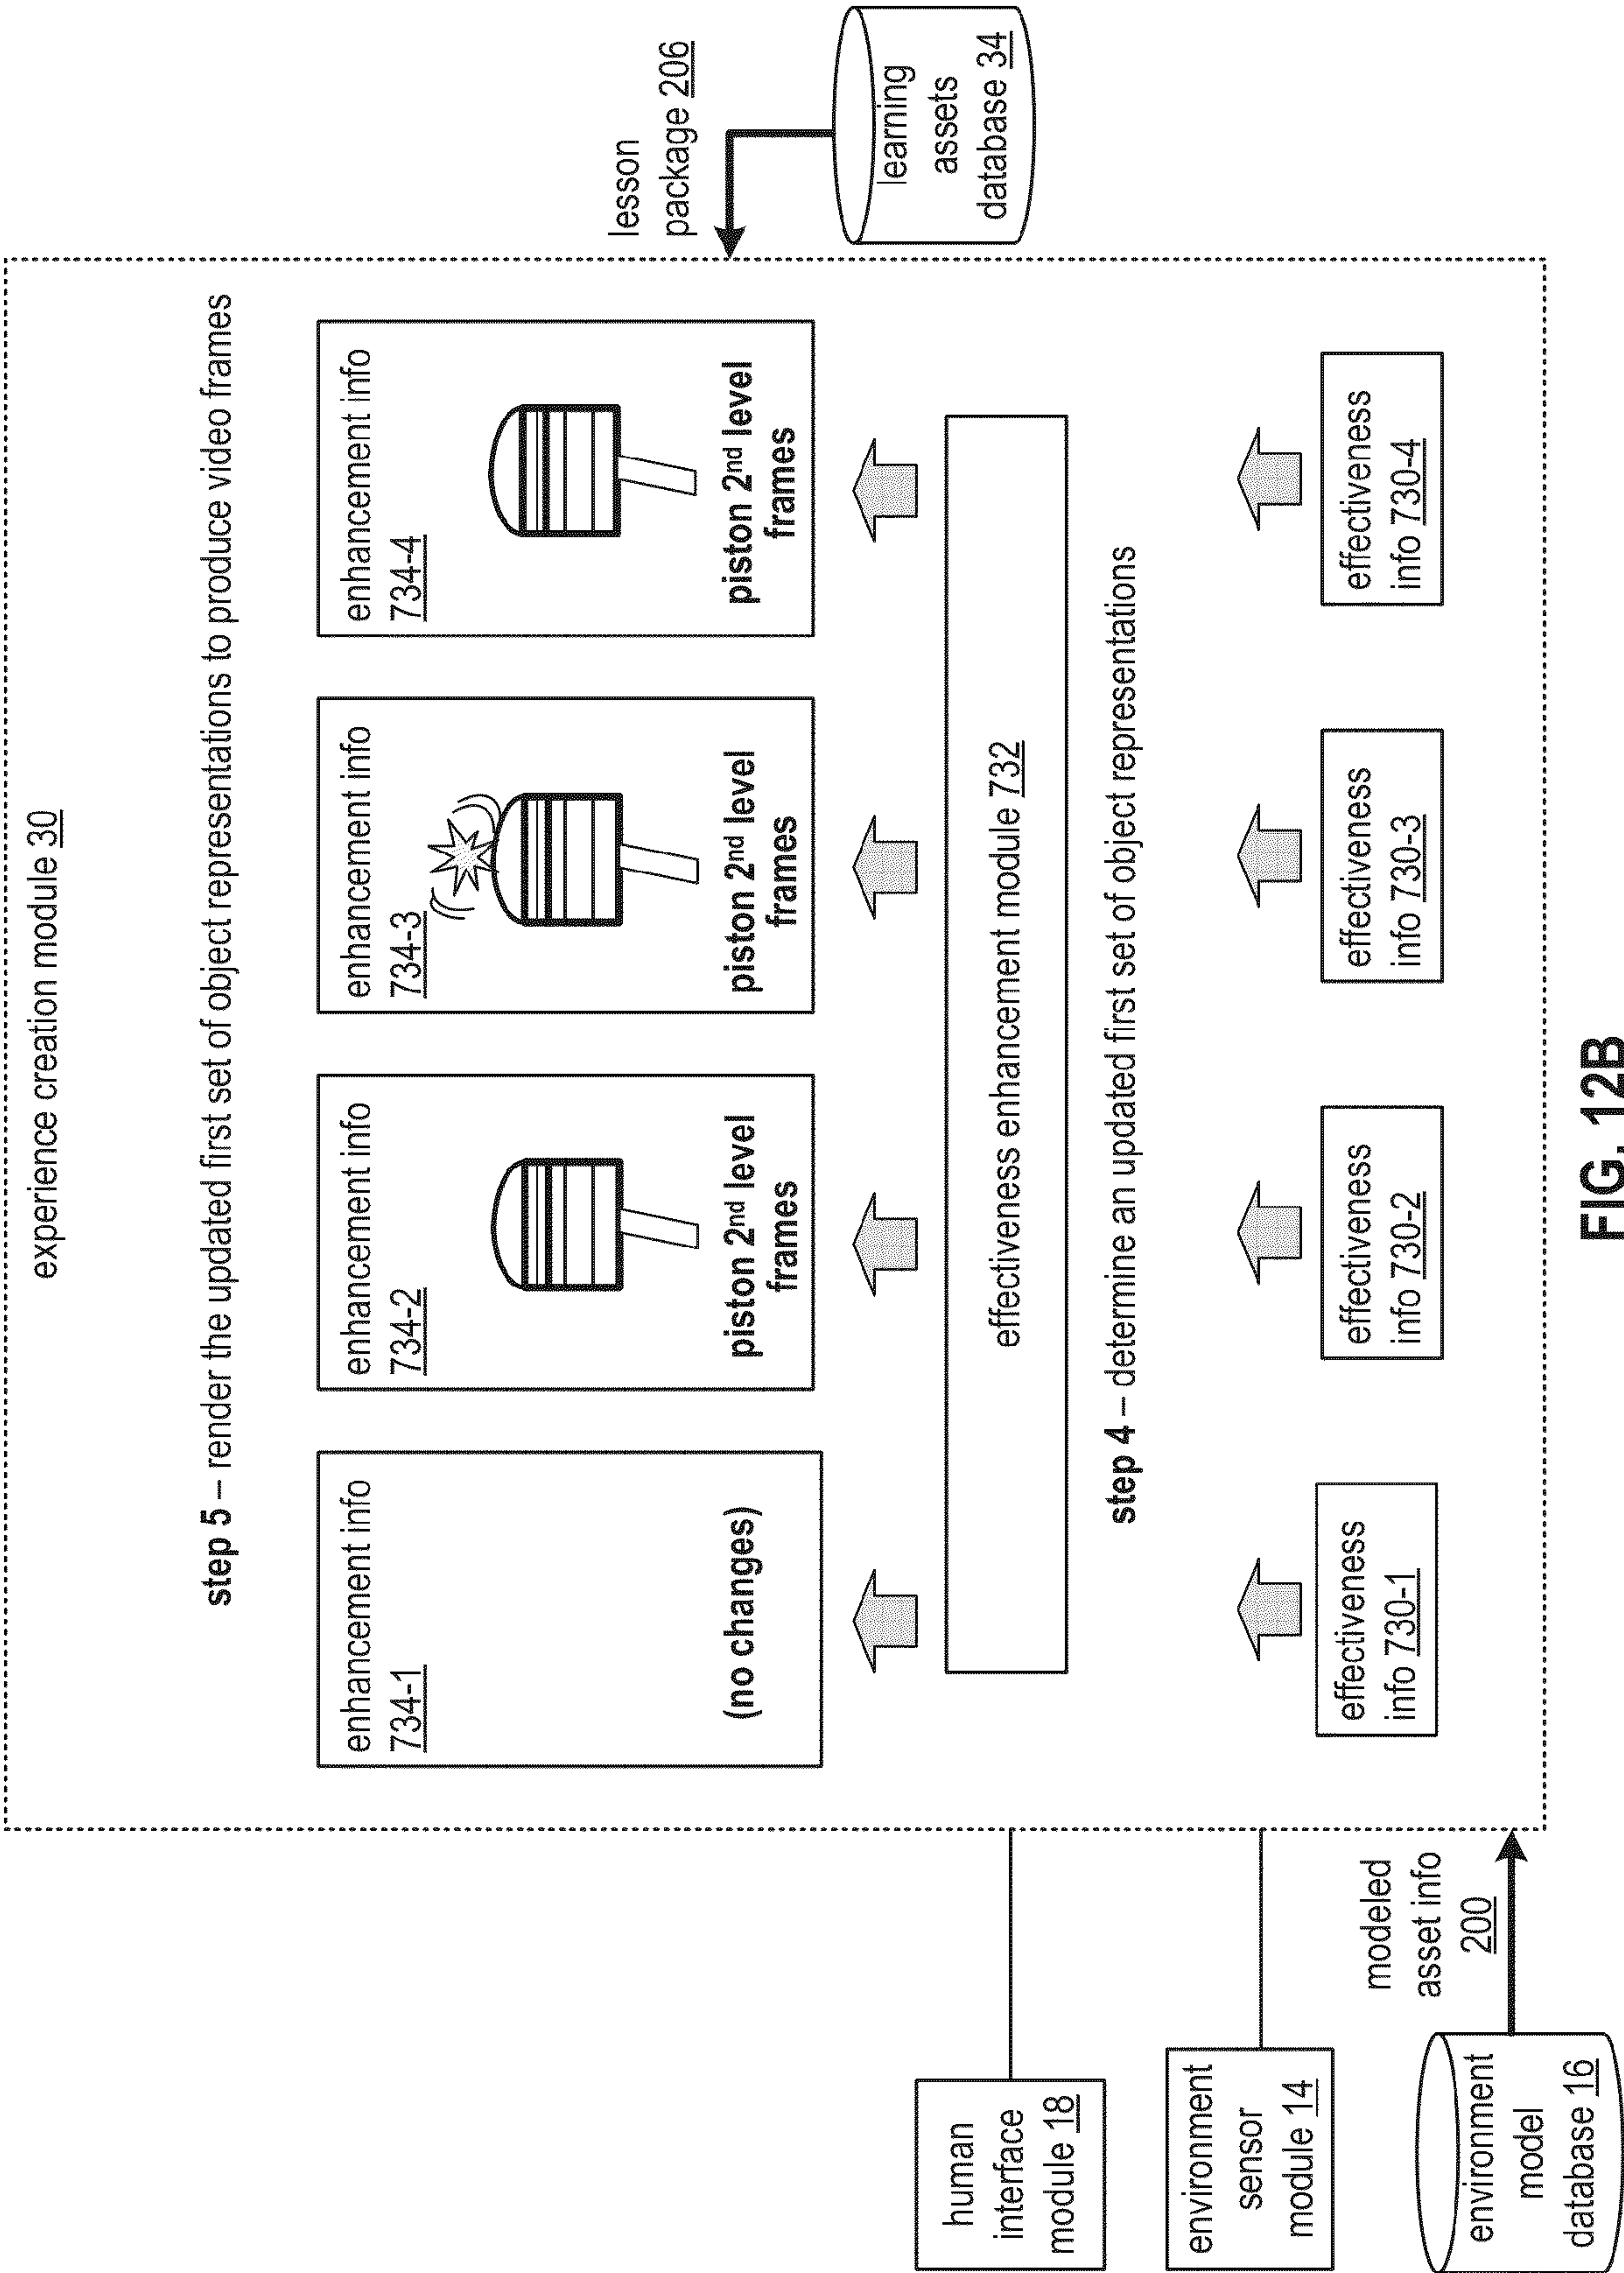 experience creation module 30
step 5 – render the updated first set of object representations to produce video frames
enhancement info
734-1
(no changes)
enhancement info
734-2
piston 2nd level
frames
enhancement info
734-3
piston 2nd level
frames
enhancement info
734-4
piston 2nd level
frames
effectiveness enhancement module 732
step 4 – determine an updated first set of object representations
effectiveness
info 730-1
effectiveness
info 730-2
effectiveness
info 730-3
effectiveness
info 730-4
human
interface
module 18
environment
sensor
module 14
environment
model
database 16
modeled
asset info
200
lesson
package 206
learning
assets
database 34
FIG. 12B